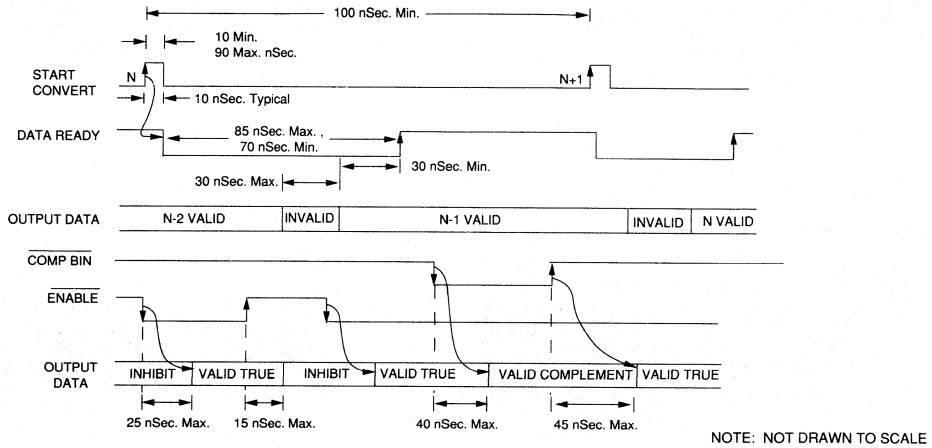 100 nSec. Min.
10 Min.
90 Max. nSec.
START
CONVERT
N
N+1
10 nSec. Typical
DATA READY
85 nSec. Max. ,
70 nSec. Min.
30 nSec. Min.
30 nSec. Max.
OUTPUT DATA
N-2 VALID
INVALID
N-1 VALID
INVALID
N VALID
COMP BIN
ENABLE
OUTPUT
DATA
INHIBIT
VALID TRUE
INHIBIT
VALID TRUE
VALID COMPLEMENT
VALID TRUE
25 nSec. Max.
15 nSec. Max.
40 nSec. Max.
45 nSec. Max.
NOTE: NOT DRAWN TO SCALE